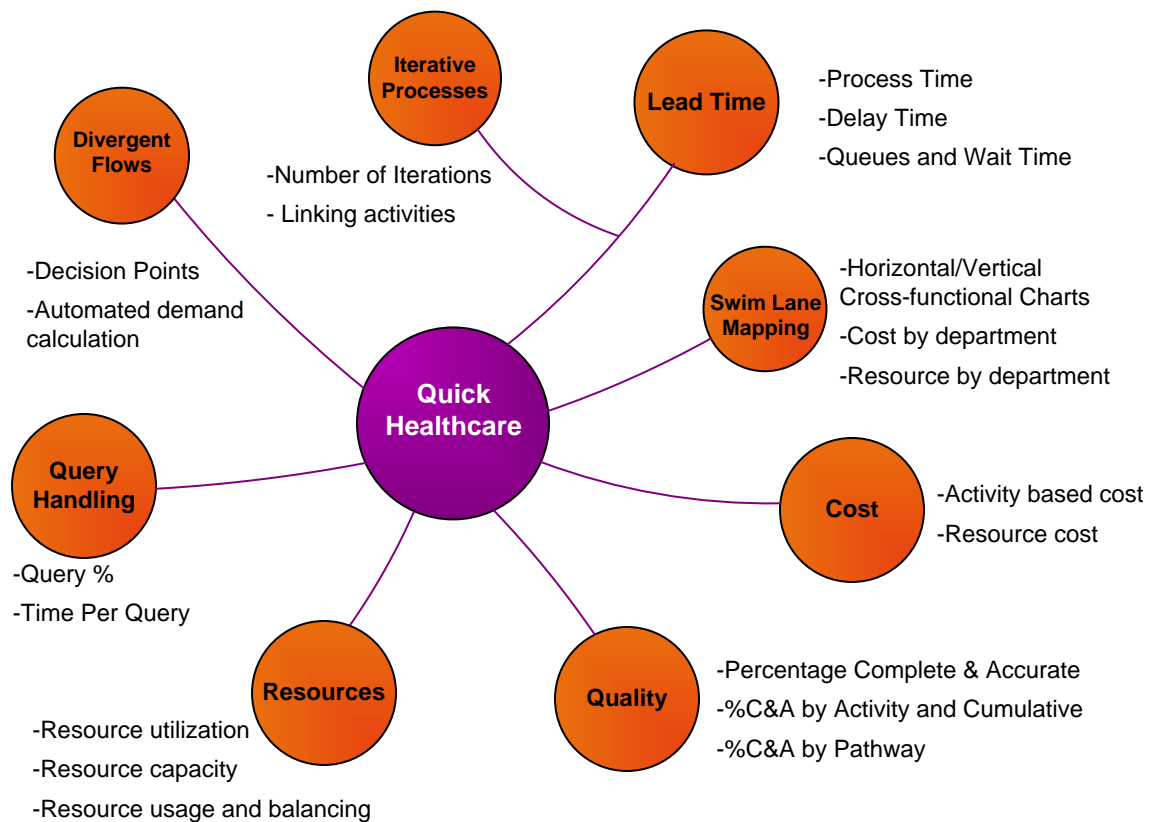 Iterative
Processes
Lead Time
-Process Time
-Delay Time
-Queues and Wait Time
Divergent
Flows
-Number of Iterations
- Linking activities
-Decision Points
-Automated demand
calculation
Swim Lane
Mapping
-Horizontal/Vertical
Cross-functional Charts
-Cost by department
-Resource by department
Quick
Healthcare
Query
Handling
-Query %
-Time Per Query
Cost
-Activity based cost
-Resource cost
Resources
-Resource utilization
-Resource capacity
-Resource usage and balancing
Quality
-Percentage Complete & Accurate
-%C&A by Activity and Cumulative
-%C&A by Pathway